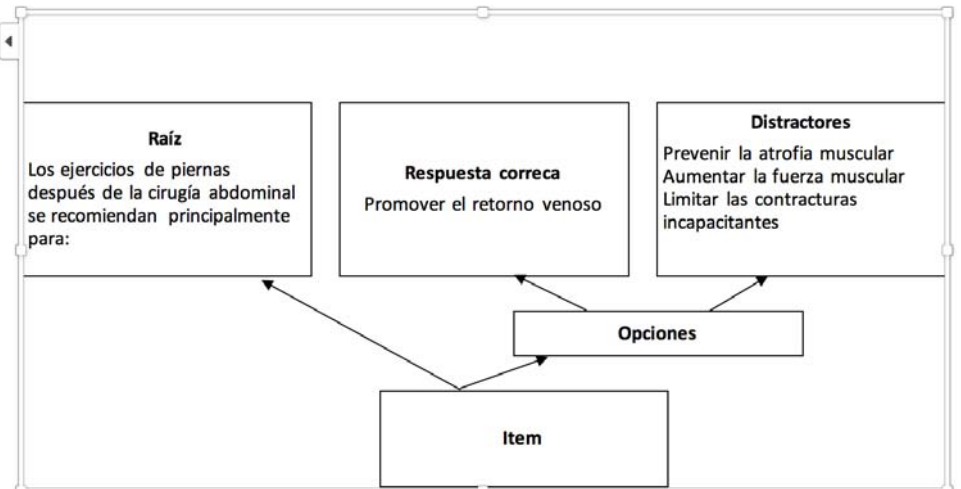 Raíz
Los ejercicios de piernas
después de la cirugía abdominal
se recomiendan principalmente
para:
Respuesta correca
Promover el retorno venoso
Distractores
Prevenir la atrofia muscular
Aumentar la fuerza muscular
Limitar las contracturas
incapacitantes
Opciones
Item